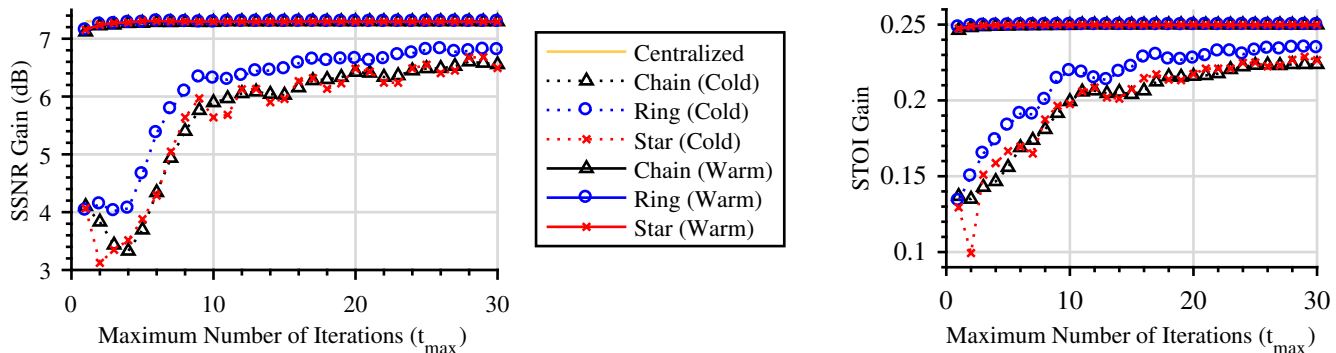 SSNR Gain (dB)
7
6
5
4
3
0
10
20
30
Maximum Number of Iterations (t_max)
Centralized
Chain (Cold)
Ring (Cold)
Star (Cold)
Chain (Warm)
Ring (Warm)
Star (Warm)
STOI Gain
0.25
0.2
0.15
0.1
0
10
20
30
Maximum Number of Iterations (t_max)